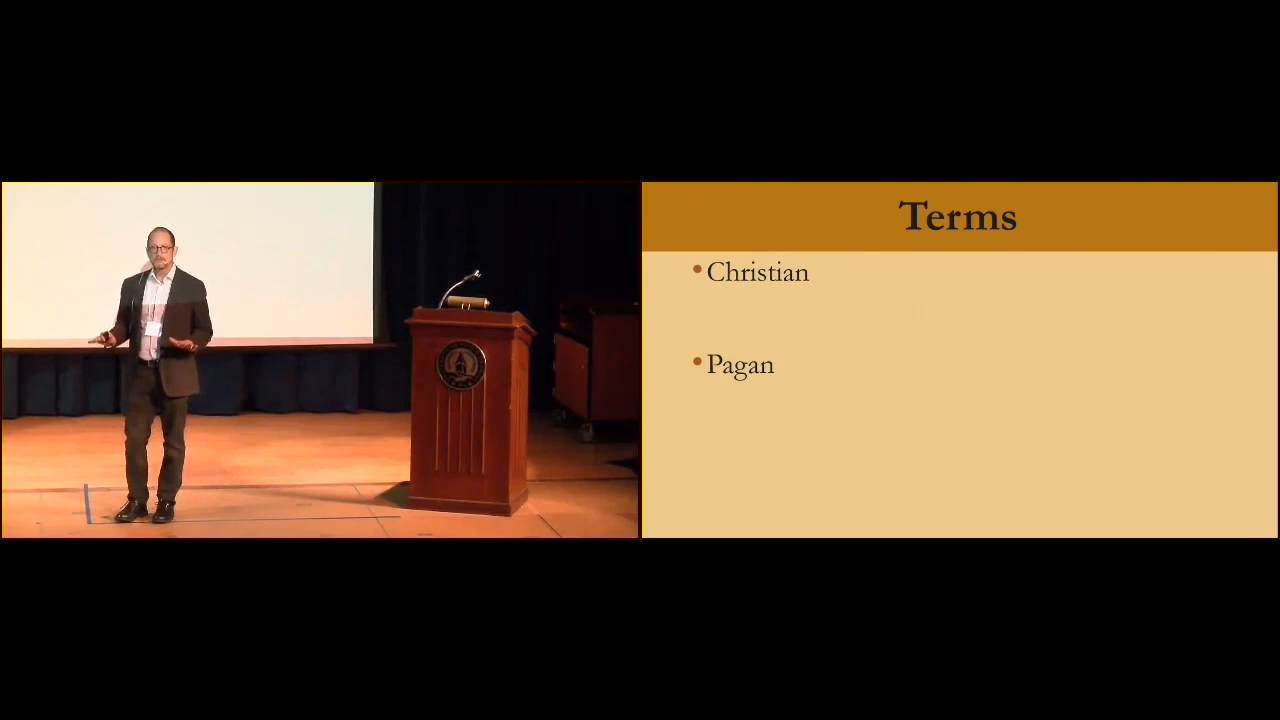 Terms
• Christian
• Pagan